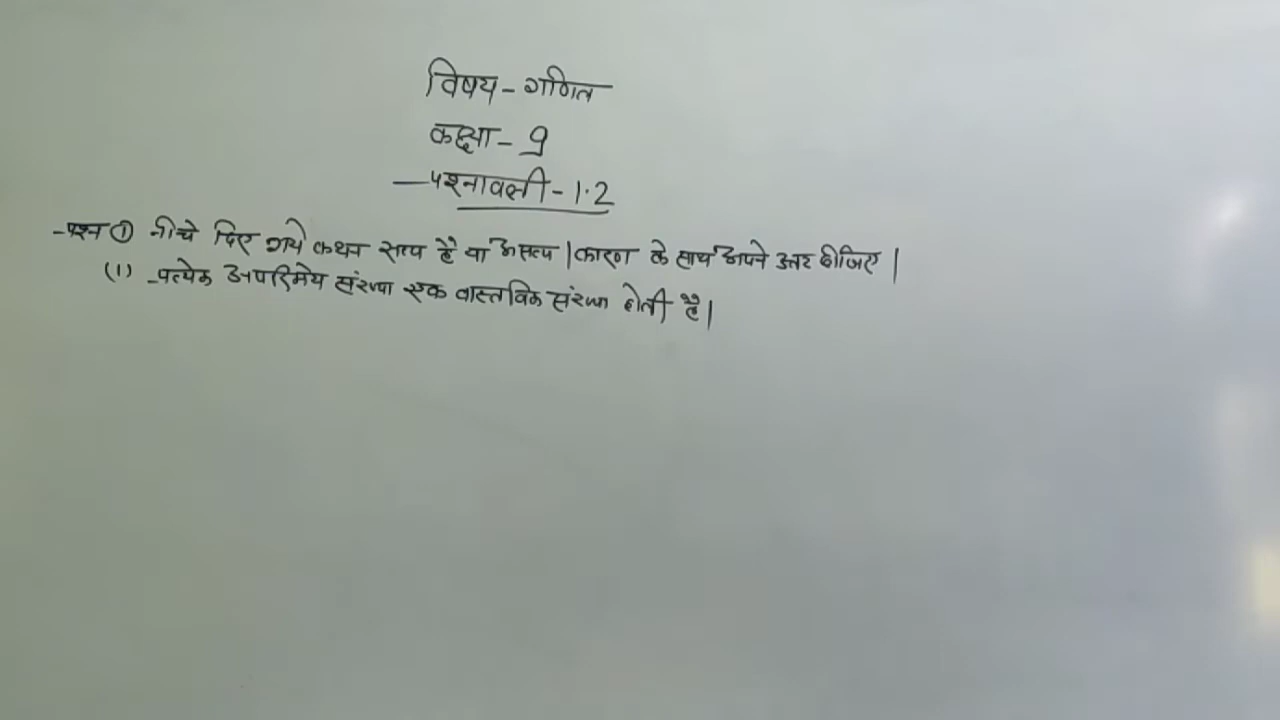 विषय - गणित
कक्षा - 9
प्रश्नावली - 1.2
प्रश्न ① नीचे दिए गये कथन सत्य है या असत्य | कारण के साथ अपने उत्तर दीजिए |
(1) प्रत्येक अपरिमेय संख्या एक वास्तविक संख्या होती है |